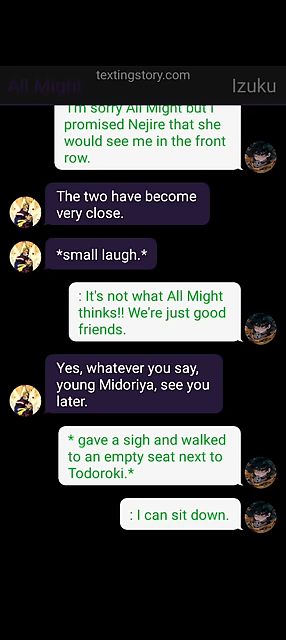 textingstory.com
All Might
Izuku
I'm sorry All Might but I
promised Nejire that she
would see me in the front
row.
The two have become
very close.
*small laugh.*
: It's not what All Might
thinks!! We're just good
friends.
Yes, whatever you say,
young Midoriya, see you
later.
* gave a sigh and walked
to an empty seat next to
Todoroki.*
: I can sit down.